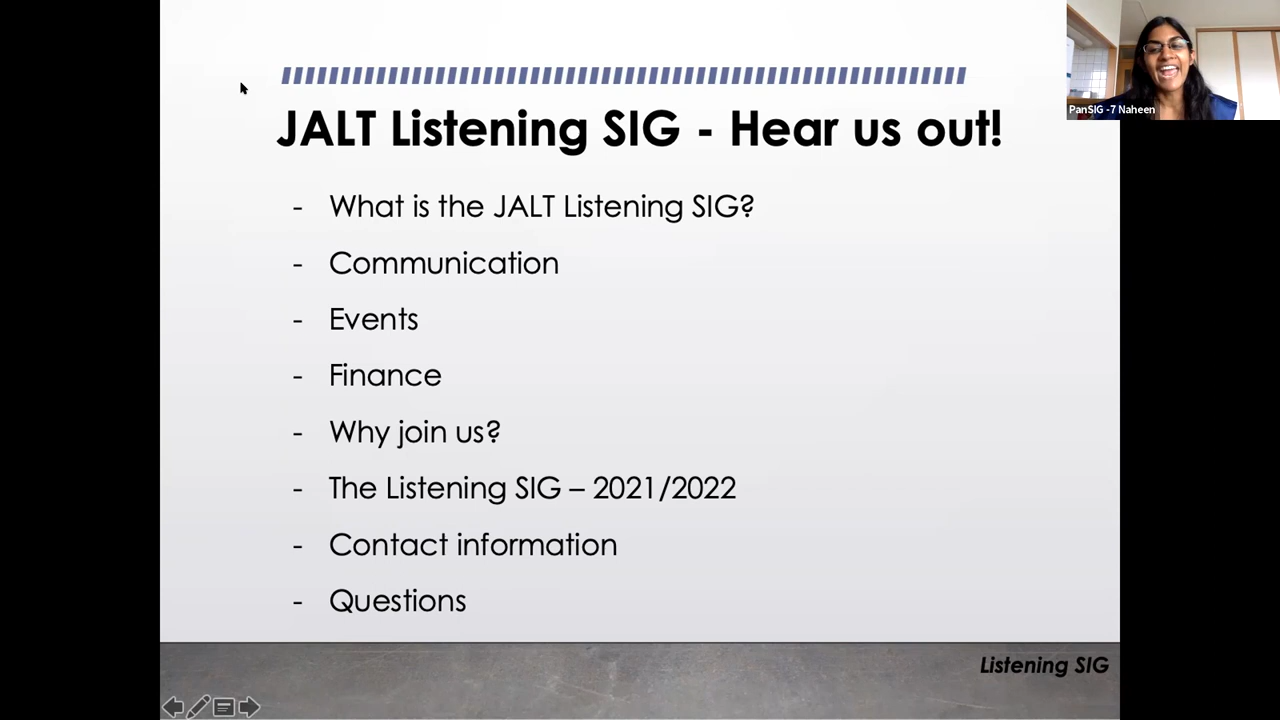 PanSIG -7 Naheen
JALT Listening SIG - Hear us out!
- What is the JALT Listening SIG?
- Communication
- Events
- Finance
- Why join us?
- The Listening SIG – 2021/2022
- Contact information
- Questions
Listening SIG